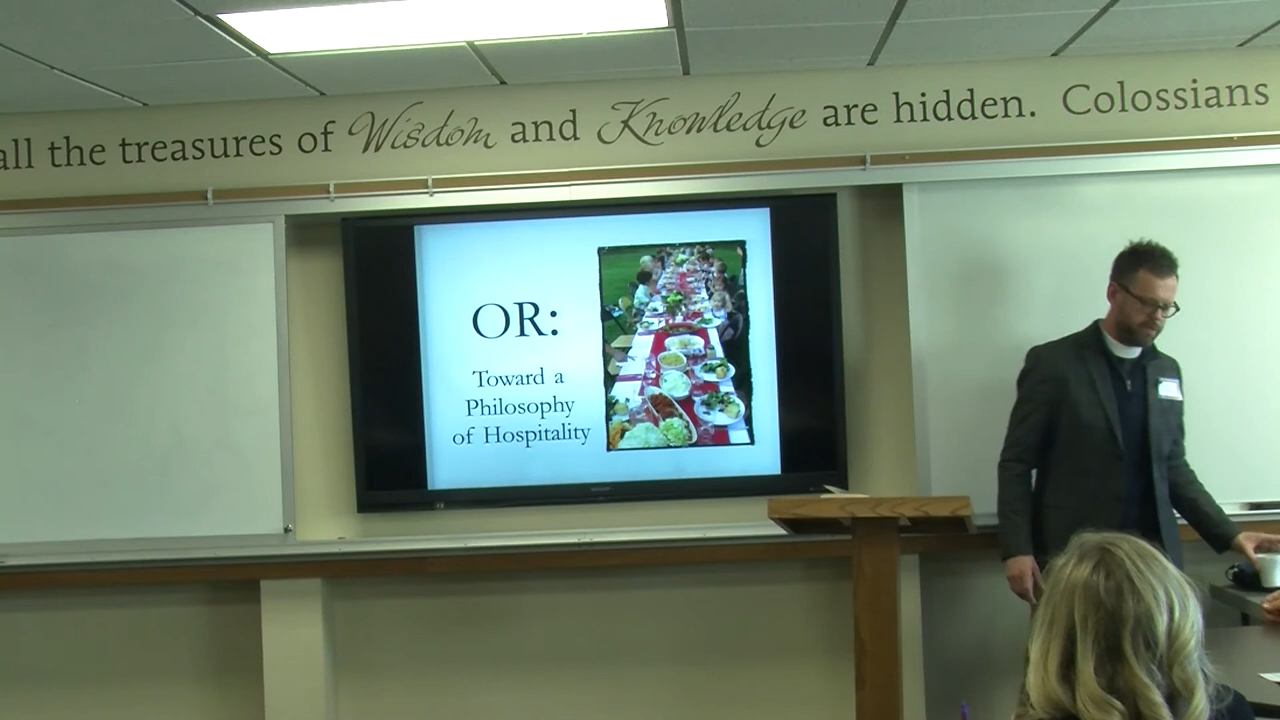 all the treasures of Wisdom and Knowledge are hidden. Colossians
OR:
Toward a
Philosophy
of Hospitality